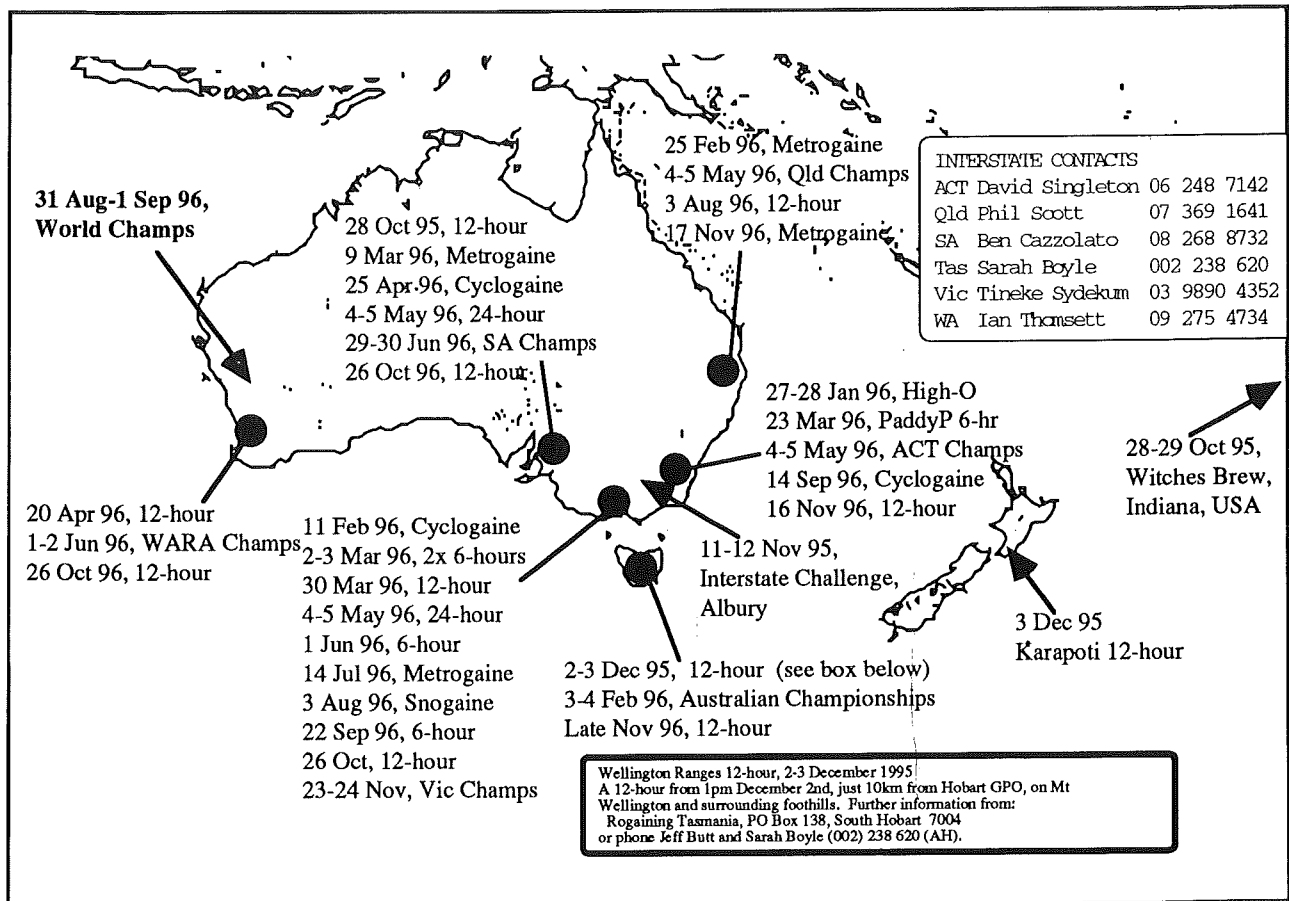 31 Aug-1 Sep 96,
World Champs
28 Oct 95, 12-hour
9 Mar 96, Metrogaine
25 Apr 96, Cyclogaine
4-5 May 96, 24-hour
29-30 Jun 96, SA Champs
26 Oct 96, 12-hour
25 Feb 96, Metrogaine
4-5 May 96, Qld Champs
3 Aug 96, 12-hour
17 Nov 96, Metrogaine
INTERSTATE CONTACTS
ACT David Singleton 06 248 7142
Qld Phil Scott 07 369 1641
SA Ben Cazzolato 08 268 8732
Tas Sarah Boyle 002 238 620
Vic Tineke Sydekum 03 9890 4352
WA Ian Thomsett 09 275 4734
27-28 Jan 96, High-O
23 Mar 96, PaddyP 6-hr
4-5 May 96, ACT Champs
14 Sep 96, Cyclogaine
16 Nov 96, 12-hour
28-29 Oct 95,
Witches Brew,
Indiana, USA
20 Apr 96, 12-hour
1-2 Jun 96, WARA Champs
26 Oct 96, 12-hour
11 Feb 96, Cyclogaine
2-3 Mar 96, 2x 6-hours
30 Mar 96, 12-hour
4-5 May 96, 24-hour
1 Jun 96, 6-hour
14 Jul 96, Metrogaine
3 Aug 96, Snogaine
22 Sep 96, 6-hour
26 Oct, 12-hour
23-24 Nov, Vic Champs
11-12 Nov 95,
Interstate Challenge,
Albury
3 Dec 95
Karapoti 12-hour
2-3 Dec 95, 12-hour (see box below)
3-4 Feb 96, Australian Championships
Late Nov 96, 12-hour
Wellington Ranges 12-hour, 2-3 December 1995
A 12-hour from 1pm December 2nd, just 10km from Hobart GPO, on Mt
Wellington and surrounding foothills. Further information from:
Rogaining Tasmania, PO Box 138, South Hobart 7004
or phone Jeff Butt and Sarah Boyle (002) 238 620 (AH).